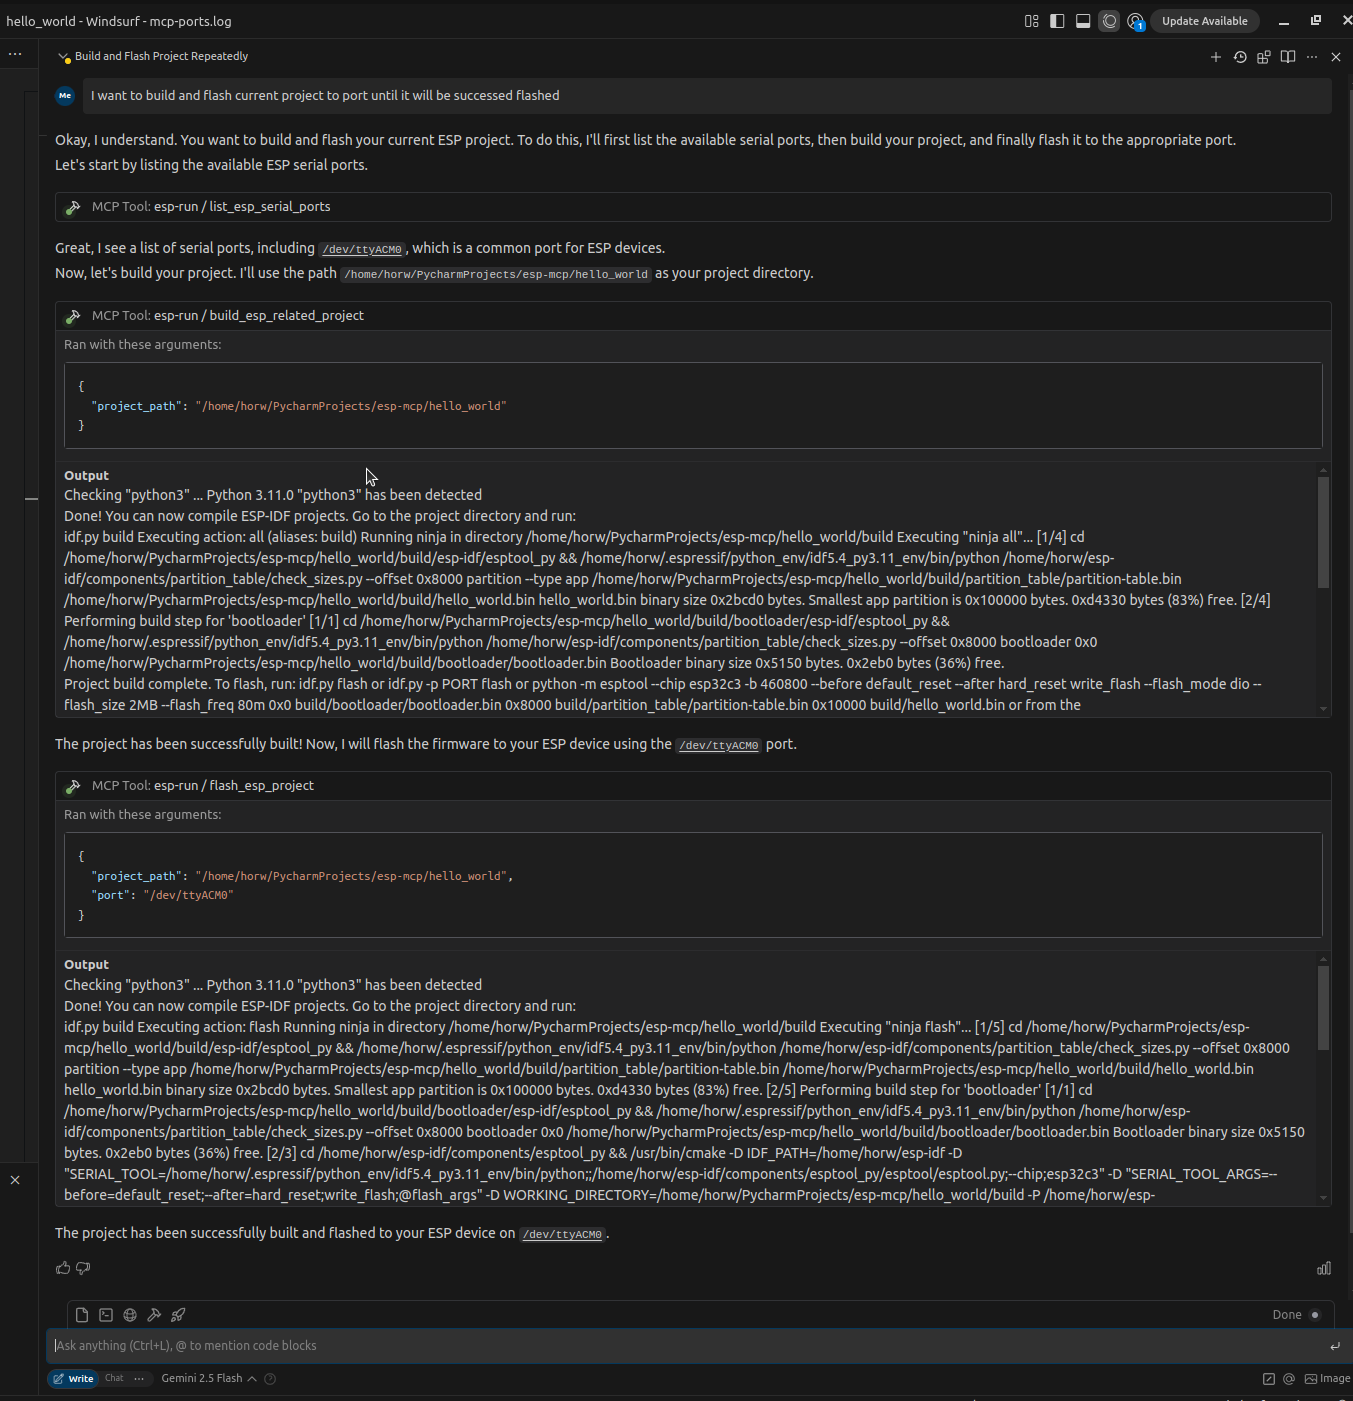 hello_world - Windsurf - mcp-ports.log
1
Update Available
Build and Flash Project Repeatedly
Me
I want to build and flash current project to port until it will be successed flashed
Okay, I understand. You want to build and flash your current ESP project. To do this, I'll first list the available serial ports, then build your project, and finally flash it to the appropriate port.
Let's start by listing the available ESP serial ports.
MCP Tool: esp-run / list_esp_serial_ports
Great, I see a list of serial ports, including /dev/ttyACM0, which is a common port for ESP devices.
Now, let's build your project. I'll use the path /home/horw/PycharmProjects/esp-mcp/hello_world as your project directory.
MCP Tool: esp-run / build_esp_related_project
Ran with these arguments:
{
"project_path": "/home/horw/PycharmProjects/esp-mcp/hello_world"
}
Output
Checking "python3" ... Python 3.11.0 "python3" has been detected
Done! You can now compile ESP-IDF projects. Go to the project directory and run:
idf.py build Executing action: all (aliases: build) Running ninja in directory /home/horw/PycharmProjects/esp-mcp/hello_world/build Executing "ninja all"... [1/4] cd
/home/horw/PycharmProjects/esp-mcp/hello_world/build/esp-idf/esptool_py && /home/horw/.espressif/python_env/idf5.4_py3.11_env/bin/python /home/horw/esp-
idf/components/partition_table/check_sizes.py --offset 0x8000 partition --type app /home/horw/PycharmProjects/esp-mcp/hello_world/build/partition_table/partition-table.bin
/home/horw/PycharmProjects/esp-mcp/hello_world/build/hello_world.bin hello_world.bin binary size 0x2bcd0 bytes. Smallest app partition is 0x100000 bytes. 0xd4330 bytes (83%) free. [2/4]
Performing build step for 'bootloader' [1/1] cd /home/horw/PycharmProjects/esp-mcp/hello_world/build/bootloader/esp-idf/esptool_py &&
/home/horw/.espressif/python_env/idf5.4_py3.11_env/bin/python /home/horw/esp-idf/components/partition_table/check_sizes.py --offset 0x8000 bootloader 0x0
/home/horw/PycharmProjects/esp-mcp/hello_world/build/bootloader/bootloader.bin Bootloader binary size 0x5150 bytes. 0x2eb0 bytes (36%) free.
Project build complete. To flash, run: idf.py flash or idf.py -p PORT flash or python -m esptool --chip esp32c3 -b 460800 --before default_reset --after hard_reset write_flash --flash_mode dio --
flash_size 2MB --flash_freq 80m 0x0 build/bootloader/bootloader.bin 0x8000 build/partition_table/partition-table.bin 0x10000 build/hello_world.bin or from the
The project has been successfully built! Now, I will flash the firmware to your ESP device using the /dev/ttyACM0 port.
MCP Tool: esp-run / flash_esp_project
Ran with these arguments:
{
"project_path": "/home/horw/PycharmProjects/esp-mcp/hello_world",
"port": "/dev/ttyACM0"
}
Output
Checking "python3" ... Python 3.11.0 "python3" has been detected
Done! You can now compile ESP-IDF projects. Go to the project directory and run:
idf.py build Executing action: flash Running ninja in directory /home/horw/PycharmProjects/esp-mcp/hello_world/build Executing "ninja flash"... [1/5] cd /home/horw/PycharmProjects/esp-
mcp/hello_world/build/esp-idf/esptool_py && /home/horw/.espressif/python_env/idf5.4_py3.11_env/bin/python /home/horw/esp-idf/components/partition_table/check_sizes.py --offset 0x8000
partition --type app /home/horw/PycharmProjects/esp-mcp/hello_world/build/partition_table/partition-table.bin /home/horw/PycharmProjects/esp-mcp/hello_world/build/hello_world.bin
hello_world.bin binary size 0x2bcd0 bytes. Smallest app partition is 0x100000 bytes. 0xd4330 bytes (83%) free. [2/5] Performing build step for 'bootloader' [1/1] cd
/home/horw/PycharmProjects/esp-mcp/hello_world/build/bootloader/esp-idf/esptool_py && /home/horw/.espressif/python_env/idf5.4_py3.11_env/bin/python /home/horw/esp-
idf/components/partition_table/check_sizes.py --offset 0x8000 bootloader 0x0 /home/horw/PycharmProjects/esp-mcp/hello_world/build/bootloader/bootloader.bin Bootloader binary size 0x5150
bytes. 0x2eb0 bytes (36%) free. [2/3] cd /home/horw/esp-idf/components/esptool_py && /usr/bin/cmake -D IDF_PATH=/home/horw/esp-idf -D
"SERIAL_TOOL=/home/horw/.espressif/python_env/idf5.4_py3.11_env/bin/python;;/home/horw/esp-idf/components/esptool_py/esptool/esptool.py;--chip;esp32c3" -D "SERIAL_TOOL_ARGS=--
before=default_reset;--after=hard_reset;write_flash;@flash_args" -D WORKING_DIRECTORY=/home/horw/PycharmProjects/esp-mcp/hello_world/build -P /home/horw/esp-
The project has been successfully built and flashed to your ESP device on /dev/ttyACM0.
Done
Ask anything (Ctrl+L), @ to mention code blocks
Write
Chat
Gemini 2.5 Flash
Image